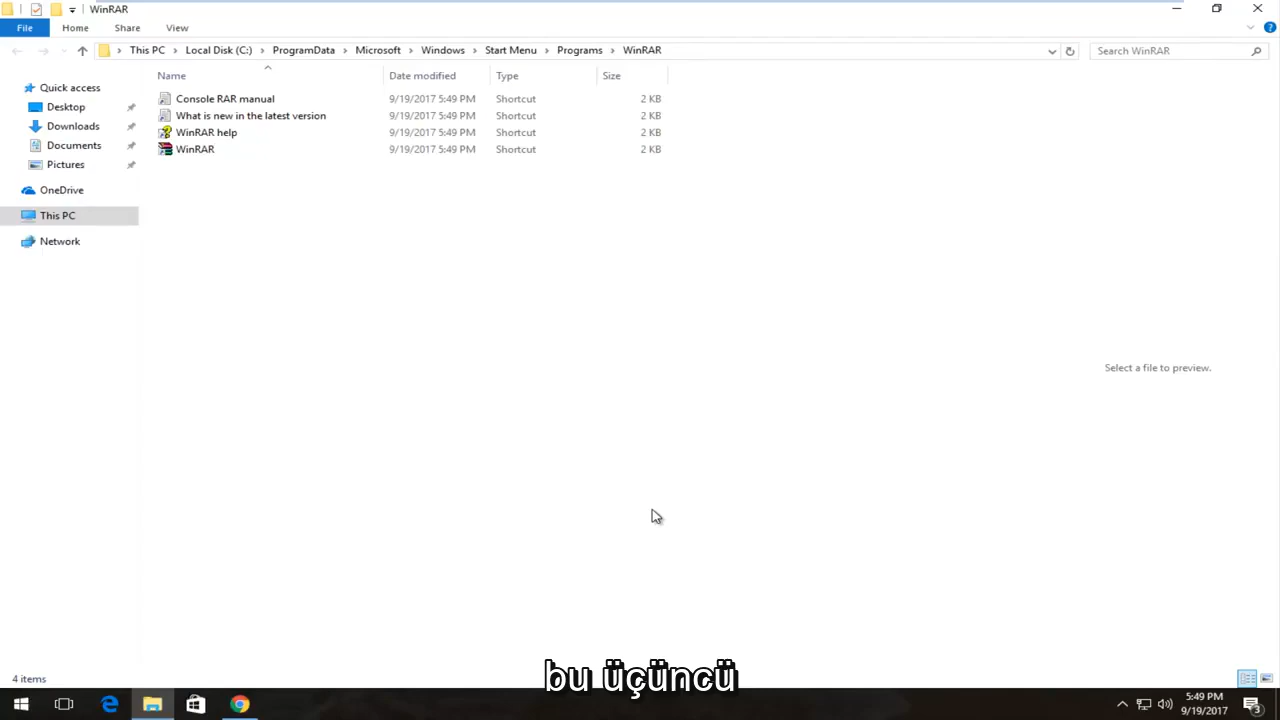 WinRAR
File Home Share View
This PC Local Disk (C:) ProgramData Microsoft Windows Start Menu Programs WinRAR Search WinRAR
Name Date modified Type Size
Quick access
Desktop
Downloads
Documents
Pictures
OneDrive
This PC
Network
Console RAR manual 9/19/2017 5:49 PM Shortcut 2 KB
What is new in the latest version 9/19/2017 5:49 PM Shortcut 2 KB
WinRAR help 9/19/2017 5:49 PM Shortcut 2 KB
WinRAR 9/19/2017 5:49 PM Shortcut 2 KB
Select a file to preview.
bu üçüncü
4 items
5:49 PM
9/19/2017
3